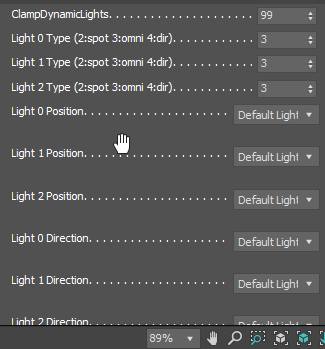 ClampDynamicLights. . . . . . . . . . . . . . . . . . . . 99
Light 0 Type (2:spot 3:omni 4:dir). . . . . . . . . 3
Light 1 Type (2:spot 3:omni 4:dir). . . . . . . . . 3
Light 2 Type (2:spot 3:omni 4:dir). . . . . . . . . 3
Light 0 Position. . . . . . . . . . . . . . . . . . . . Default Light
Light 1 Position. . . . . . . . . . . . . . . . . . . . Default Light
Light 2 Position. . . . . . . . . . . . . . . . . . . . Default Light
Light 0 Direction. . . . . . . . . . . . . . . . . . . Default Light
Light 1 Direction. . . . . . . . . . . . . . . . . . . Default Light
Light 2 Direction. . . . . . . . . . . . . . . . . . . Default Light
89%